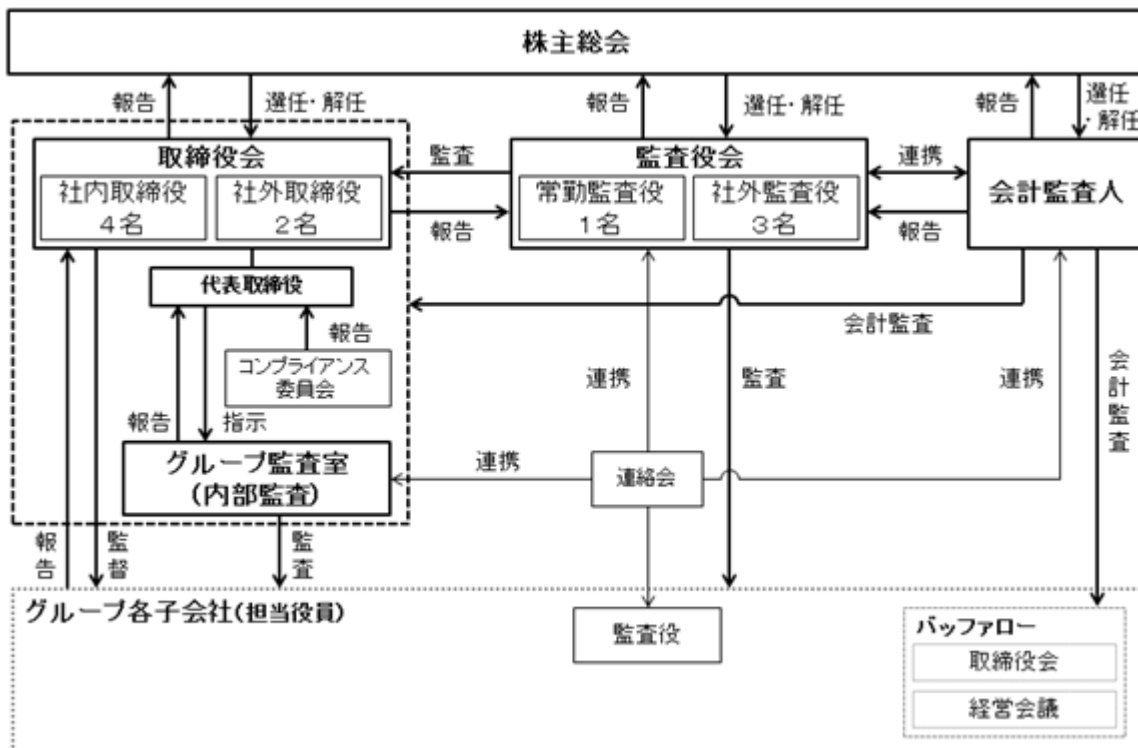 株主総会
報告
選任・解任
報告
選任・解任
報告
選任
・解任
取締役会
社内取締役
4名
社外取締役
2名
監査
報告
監査役会
常勤監査役
1名
社外監査役
3名
連携
報告
会計監査人
代表取締役
報告
コンプライアンス
委員会
会計監査
報告
指示
連携
監査
連携
会計監査
グループ監査室
(内部監査)
連携
連絡会
報告
監督
監査
グループ各子会社(担当役員)
監査役
バッファロー
取締役会
経営会議